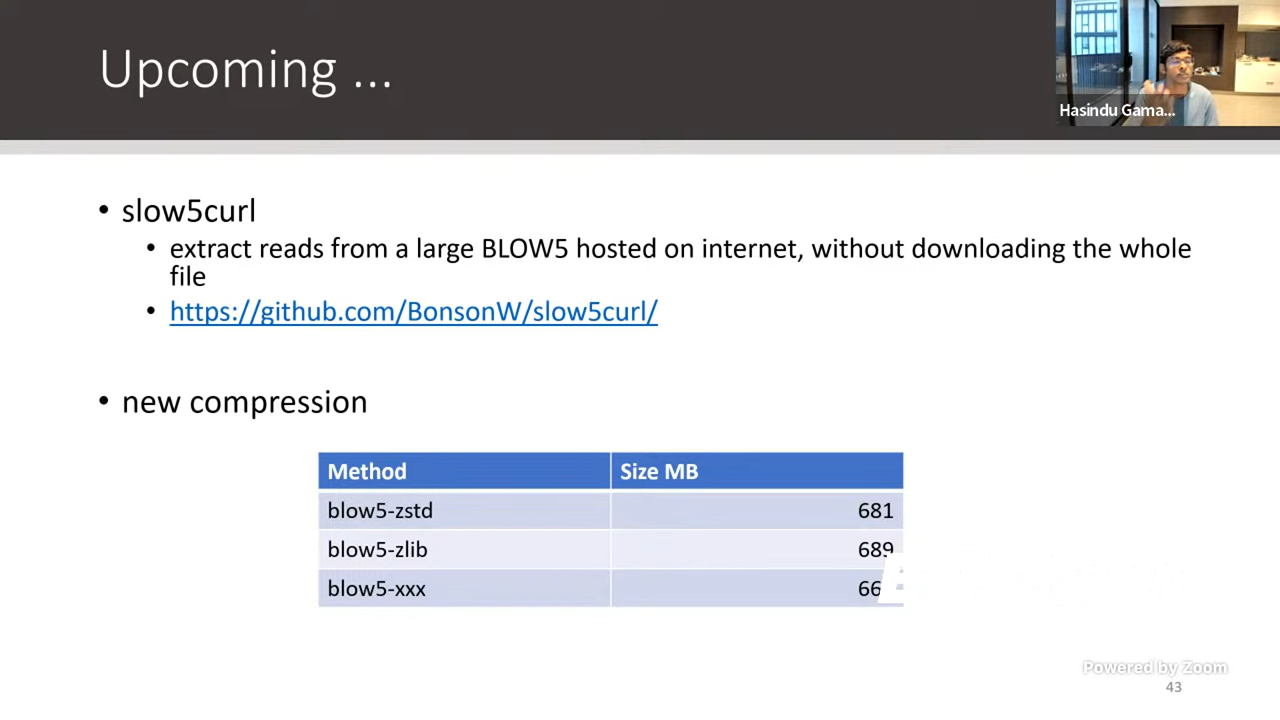 Upcoming ...
Hasindu Gama...
• slow5curl
• extract reads from a large BLOW5 hosted on internet, without downloading the whole
file
• https://github.com/BonsonW/slow5curl/
• new compression
Method Size MB
blow5-zstd 681
blow5-zlib 689
blow5-xxx
Powered by Zoom
43